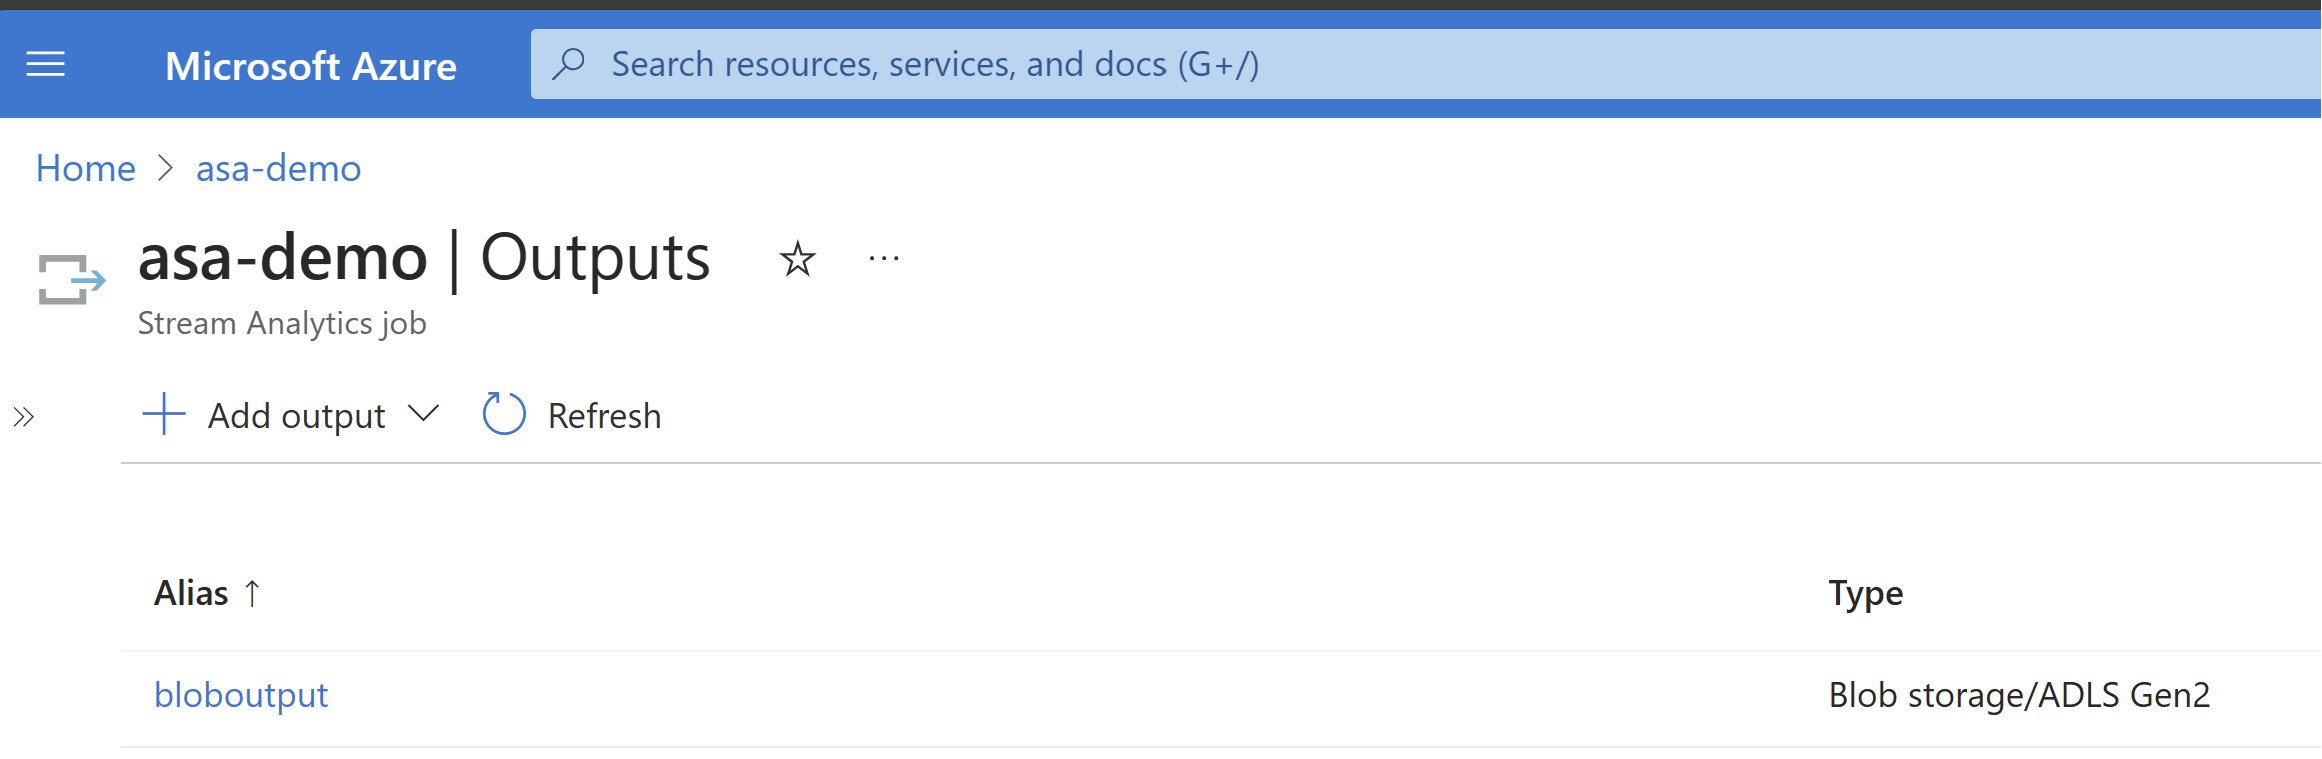 Microsoft Azure
Search resources, services, and docs (G+/)
Home > asa-demo
asa-demo | Outputs
Stream Analytics job
Add output
Refresh
Alias ↑
Type
bloboutput
Blob storage/ADLS Gen2